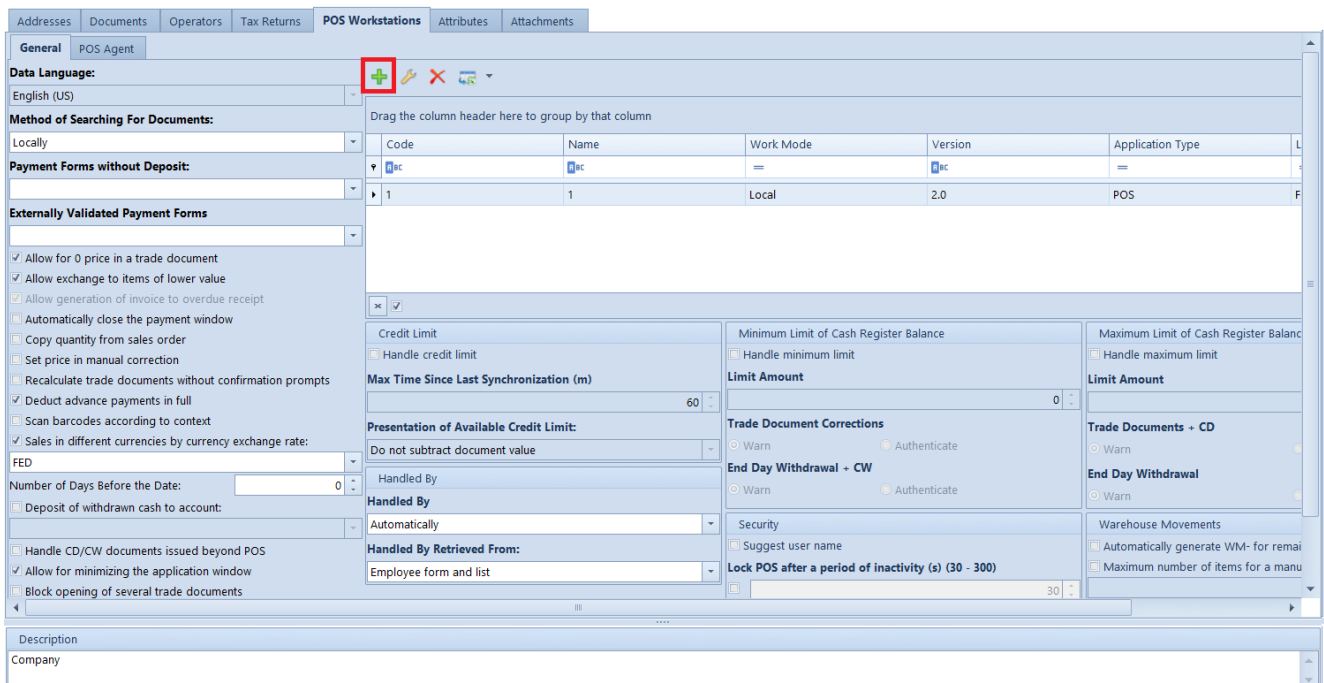 Addresses Documents Operators Tax Returns POS Workstations Attributes Attachments
General POS Agent
Data Language:
English (US)
Method of Searching For Documents:
Locally
Payment Forms without Deposit:
Externally Validated Payment Forms
Allow for 0 price in a trade document
Allow exchange to items of lower value
Allow generation of invoice to overdue receipt
Automatically close the payment window
Copy quantity from sales order
Set price in manual correction
Recalculate trade documents without confirmation prompts
Deduct advance payments in full
Scan barcodes according to context
Sales in different currencies by currency exchange rate:
FED
Number of Days Before the Date: 0
Deposit of withdrawn cash to account:
Handle CD/CW documents issued beyond POS
Allow for minimizing the application window
Block opening of several trade documents
Drag the column header here to group by that column
Code Name Work Mode Version Application Type L
ABC ABC = ABC =
1 1 Local 2.0 POS F
Credit Limit
Handle credit limit
Max Time Since Last Synchronization (m)
60
Presentation of Available Credit Limit:
Do not subtract document value
Handled By
Handled By
Automatically
Handled By Retrieved From:
Employee form and list
Minimum Limit of Cash Register Balance
Handle minimum limit
Limit Amount
0
Trade Document Corrections
Warn Authenticate
End Day Withdrawal + CW
Warn Authenticate
Security
Suggest user name
Lock POS after a period of inactivity (s) (30 - 300)
30
Maximum Limit of Cash Register Balanc
Handle maximum limit
Limit Amount
Trade Documents + CD
Warn
End Day Withdrawal
Warn
Warehouse Movements
Automatically generate WM- for remai
Maximum number of items for a manu
Description
Company